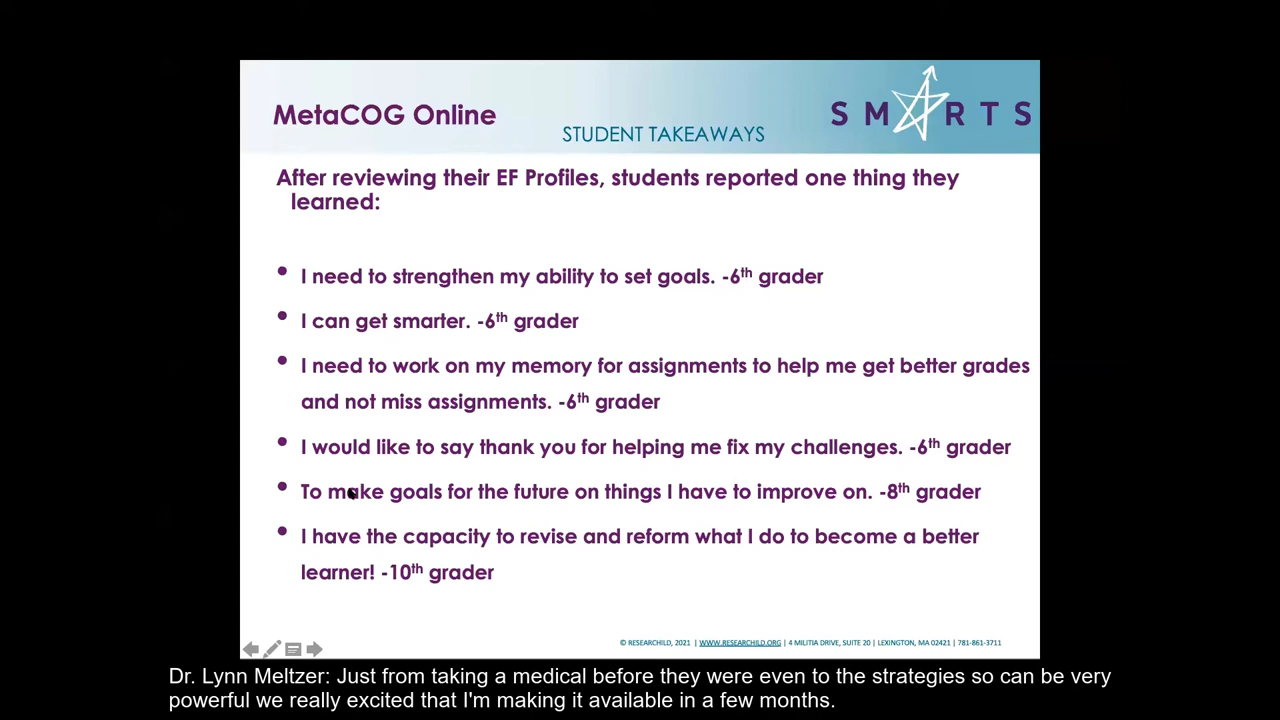 MetaCOG Online
STUDENT TAKEAWAYS
SMARTS
After reviewing their EF Profiles, students reported one thing they
learned:
• I need to strengthen my ability to set goals. -6th grader
• I can get smarter. -6th grader
• I need to work on my memory for assignments to help me get better grades
and not miss assignments. -6th grader
• I would like to say thank you for helping me fix my challenges. -6th grader
• To make goals for the future on things I have to improve on. -8th grader
• I have the capacity to revise and reform what I do to become a better
learner! -10th grader
© RESEARCHILD, 2021 | WWW.RESEARCHILD.ORG | 4 MILITIA DRIVE, SUITE 20 | LEXINGTON, MA 02421 | 781-861-3711
Dr. Lynn Meltzer: Just from taking a medical before they were even to the strategies so can be very
powerful we really excited that I'm making it available in a few months.